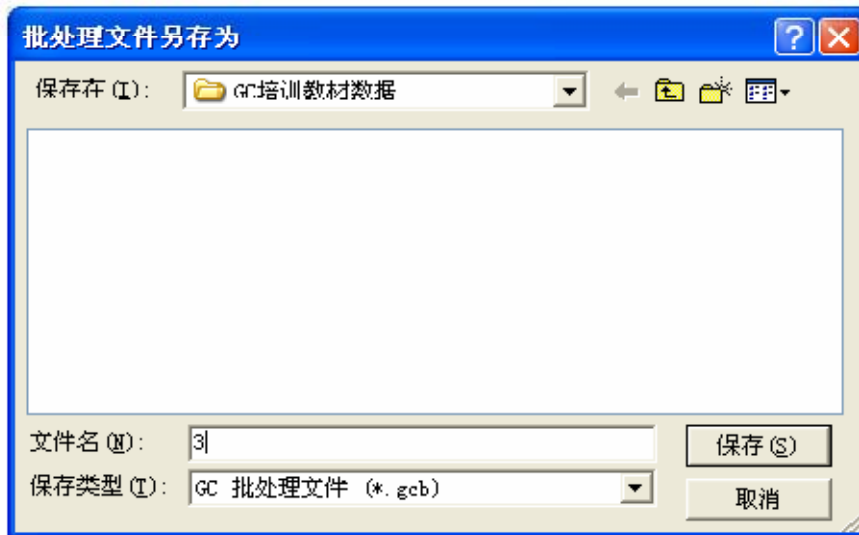 批处理文件另存为
保存在(I): GC培训教材数据
文件名(N): 3
保存(S)
保存类型(T): GC 批处理文件 (*.gcb)
取消